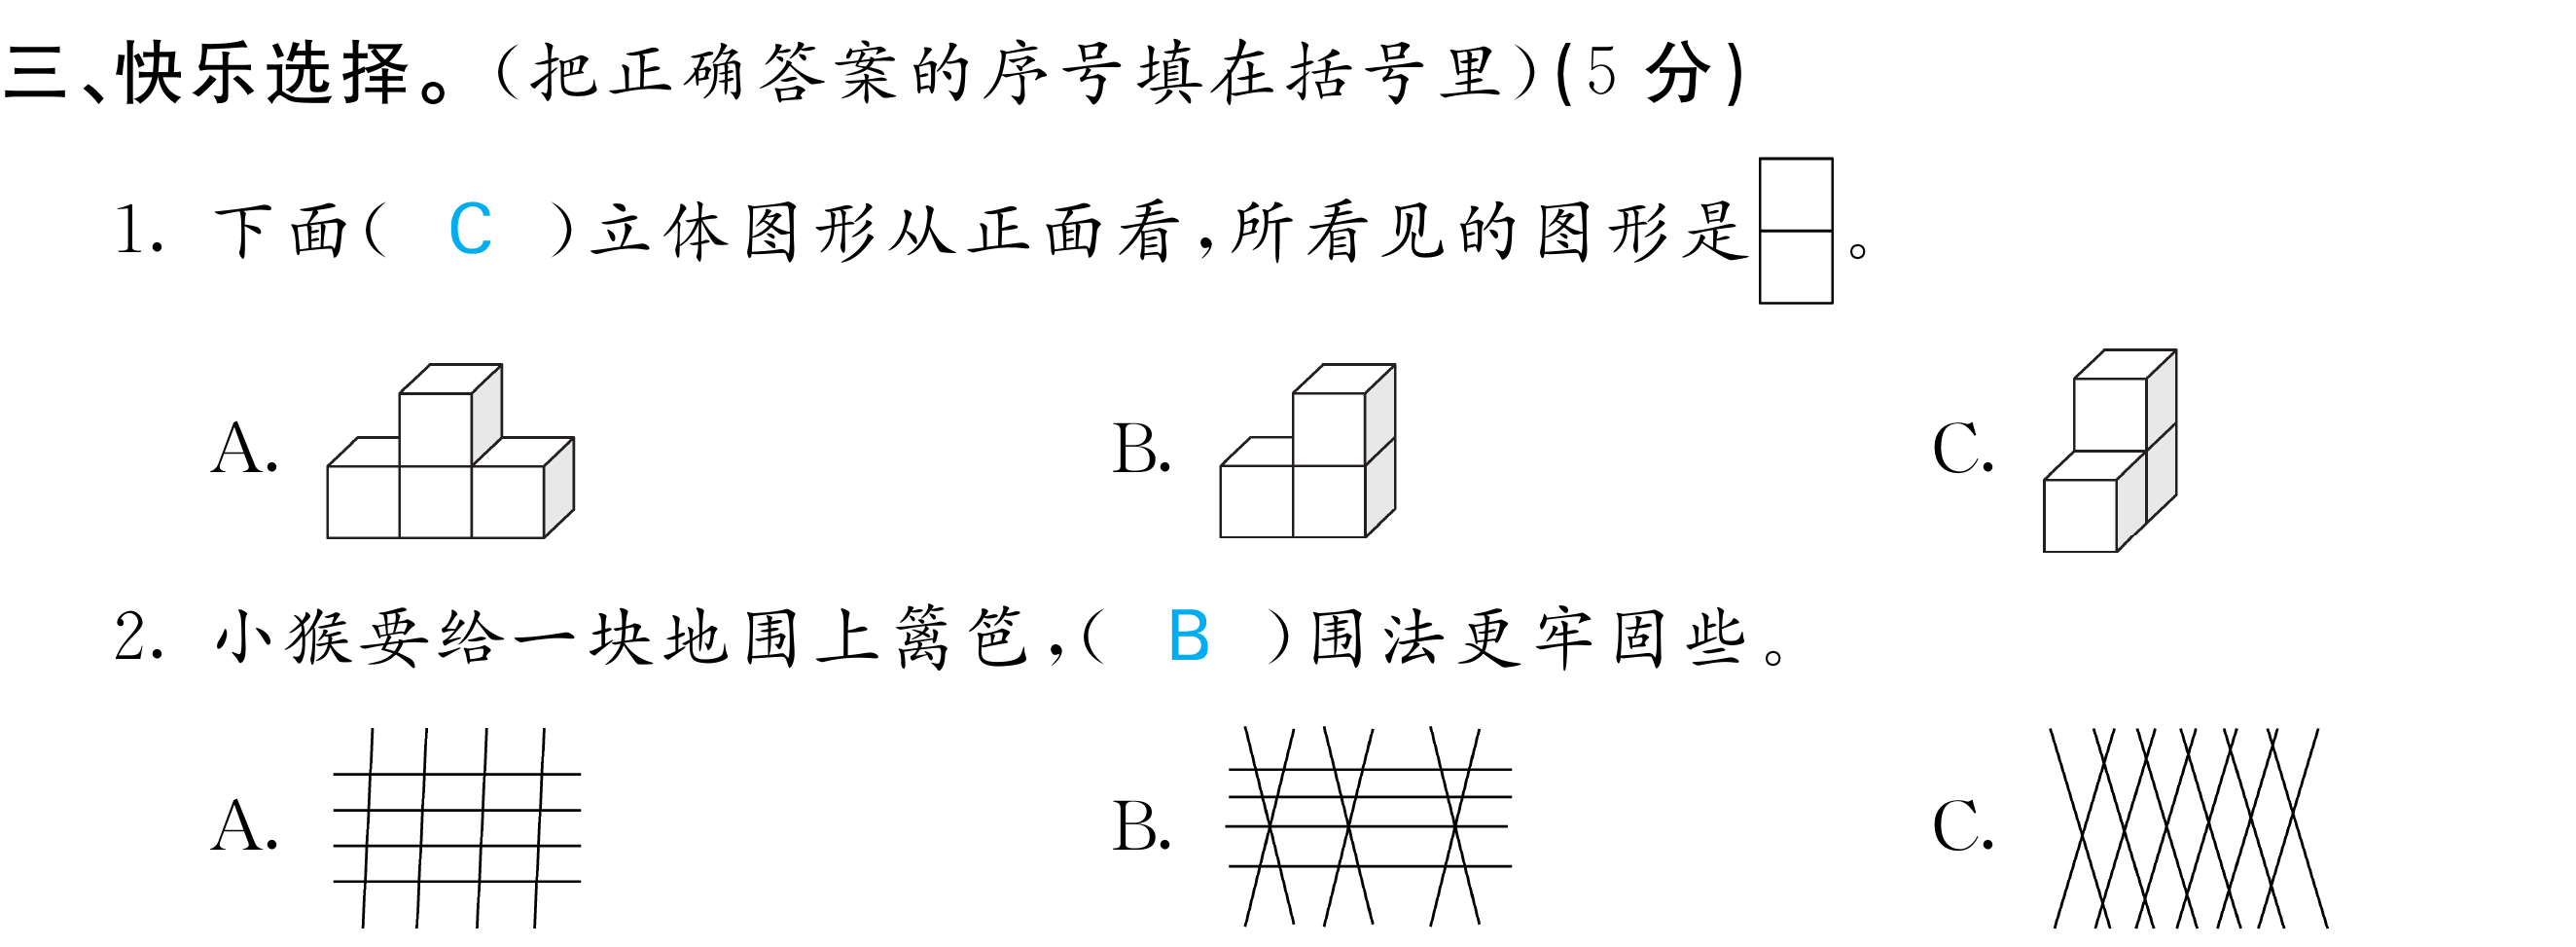 三、快乐选择。(把正确答案的序号填在括号里)(5 分)
1. 下面( C )立体图形从正面看,所看见的图形是。
A. B. C.
2. 小猴要给一块地围上篱笆,( B )围法更牢固些。
A. B. C.